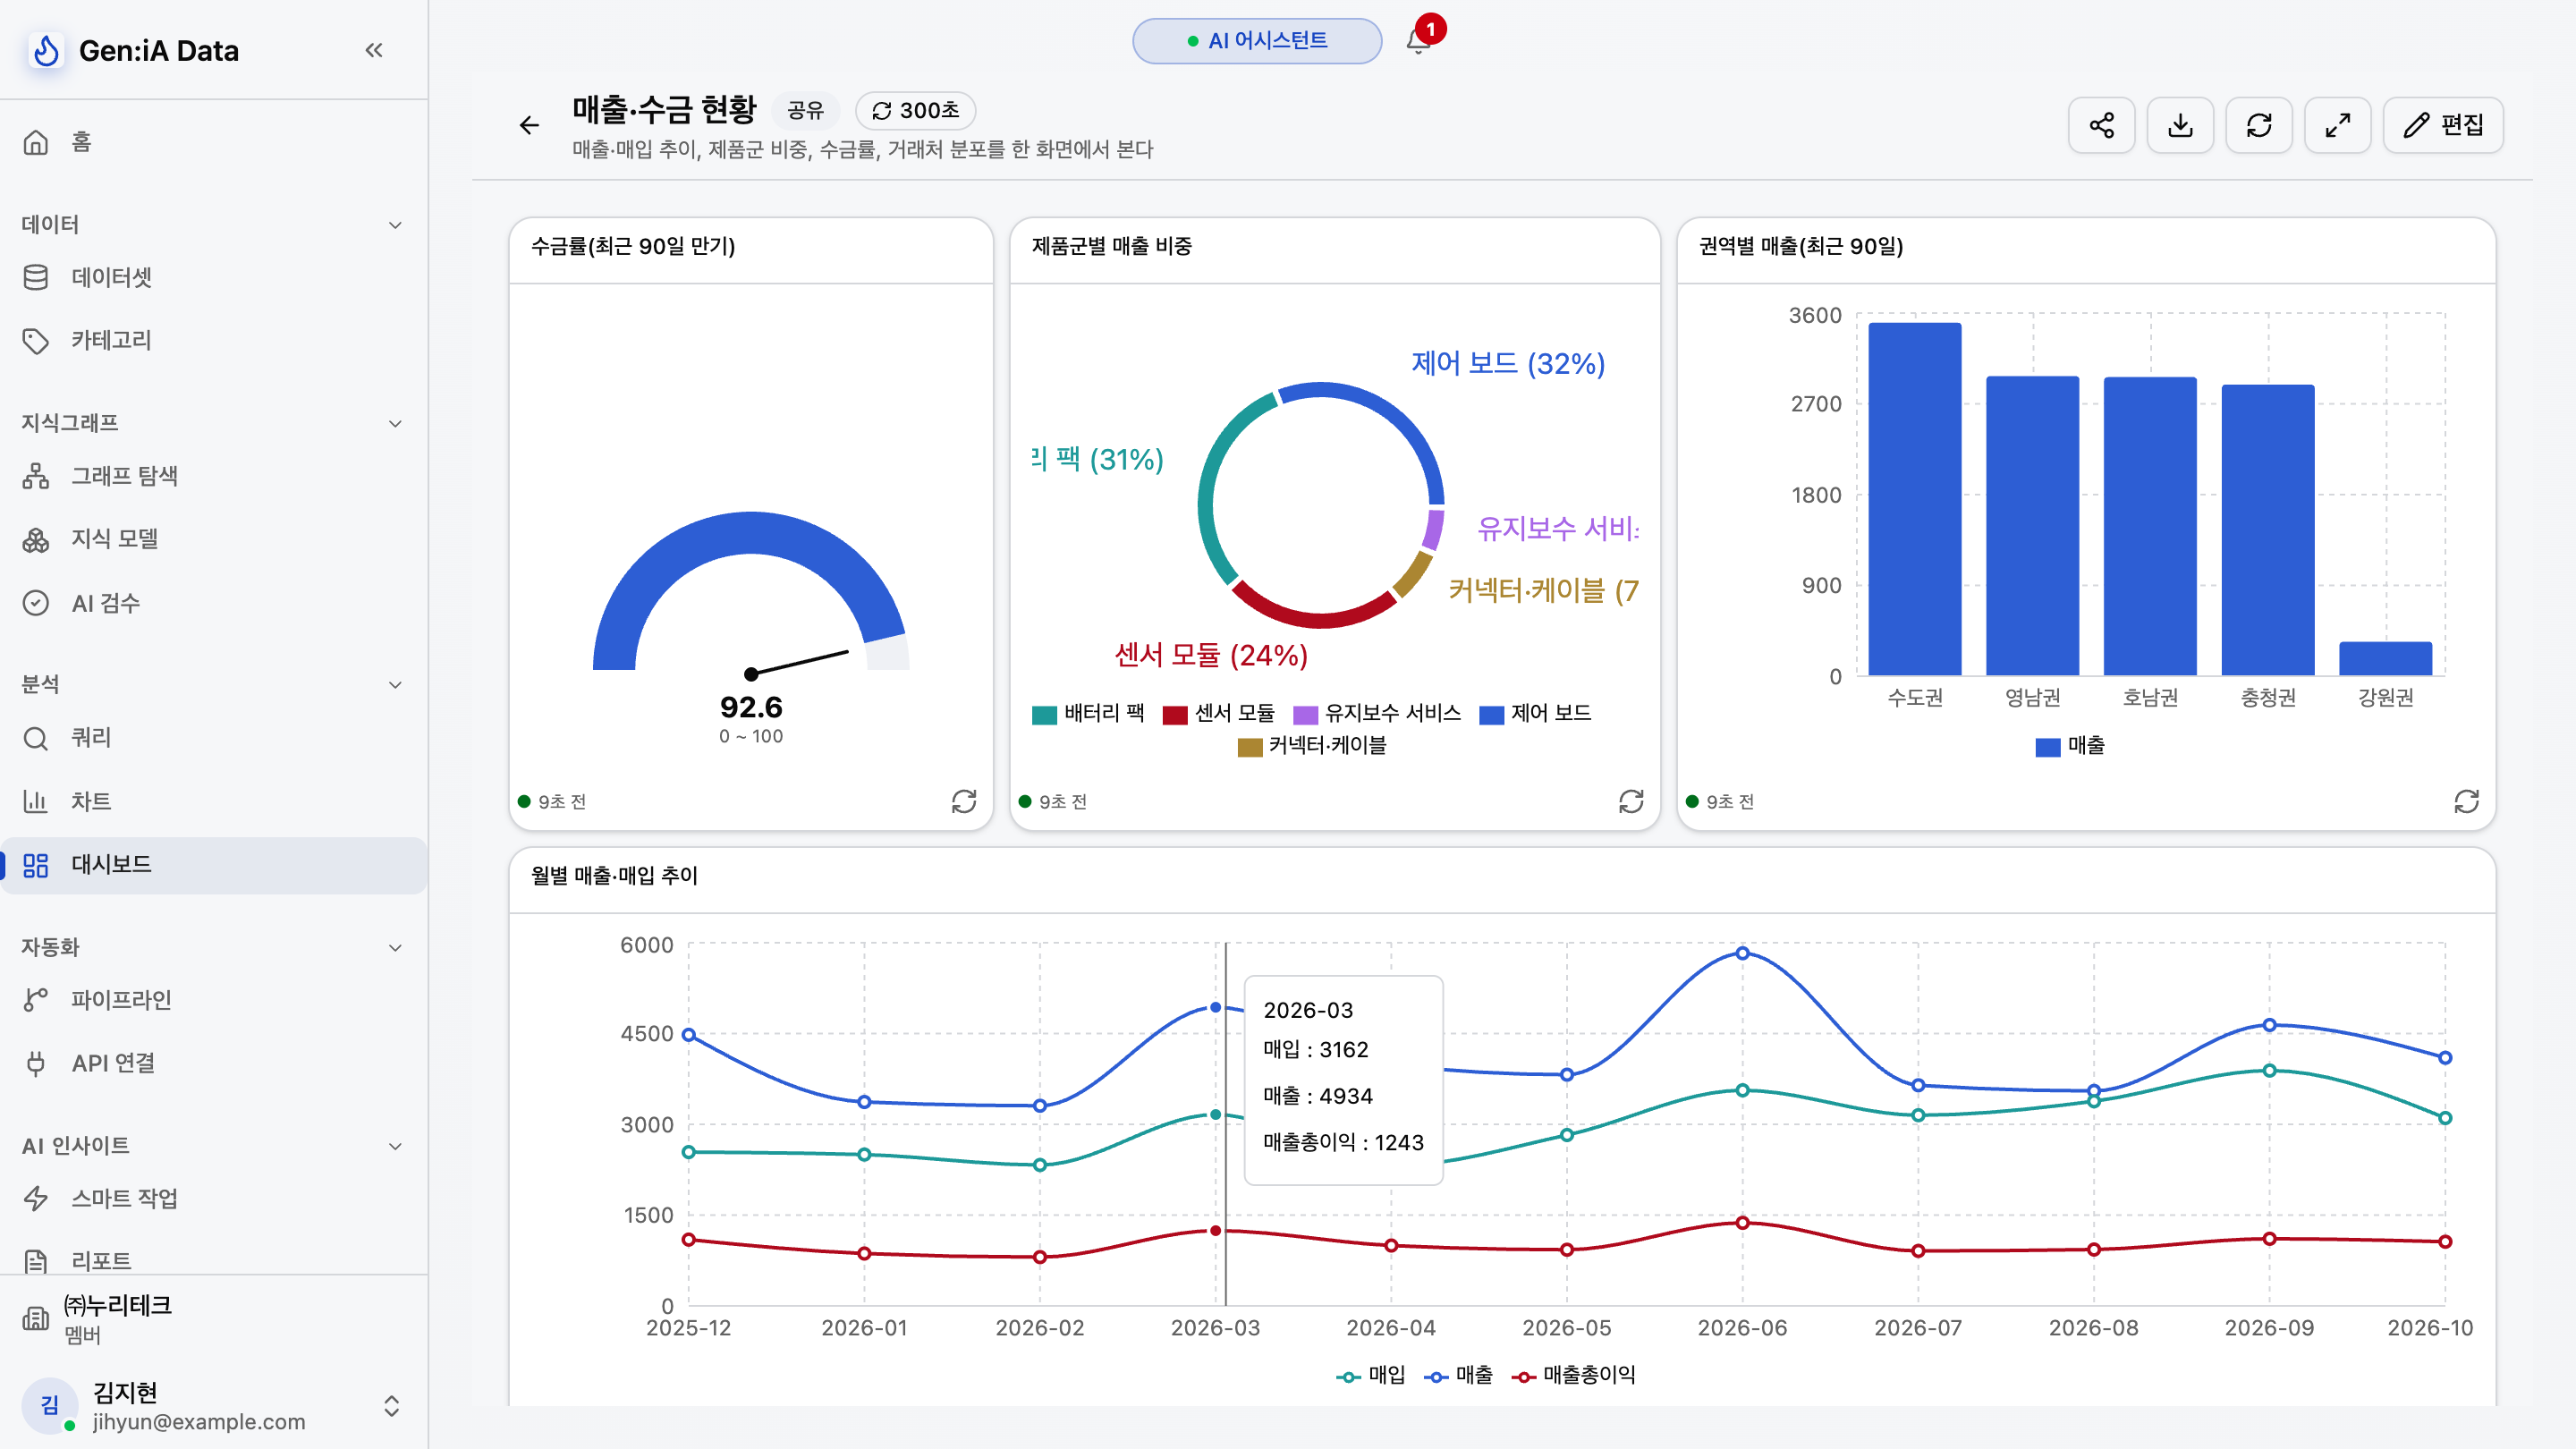 Gen:iA Data
홈
데이터
데이터셋
카테고리
지식그래프
그래프 탐색
지식 모델
AI 검수
분석
쿼리
차트
대시보드
자동화
파이프라인
API 연결
AI 인사이트
스마트 작업
리포트
㈜누리테크
멤버
김
김지현
jihyun@example.com
AI 어시스턴트
1
매출·수금 현황
공유
300초
매출·매입 추이, 제품군 비중, 수금률, 거래처 분포를 한 화면에서 본다
편집
수금률(최근 90일 만기)
92.6
0 ~ 100
9초 전
제품군별 매출 비중
제어 보드 (32%)
리 팩 (31%)
유지보수 서비
커넥터·케이블 (7
센서 모듈 (24%)
배터리 팩
센서 모듈
유지보수 서비스
제어 보드
커넥터·케이블
9초 전
권역별 매출(최근 90일)
3600
2700
1800
900
0
수도권
영남권
호남권
충청권
강원권
매출
9초 전
월별 매출·매입 추이
6000
4500
3000
1500
0
2026-03
매입 : 3162
매출 : 4934
매출총이익 : 1243
2025-12
2026-01
2026-02
2026-03
2026-04
2026-05
2026-06
2026-07
2026-08
2026-09
2026-10
매입
매출
매출총이익